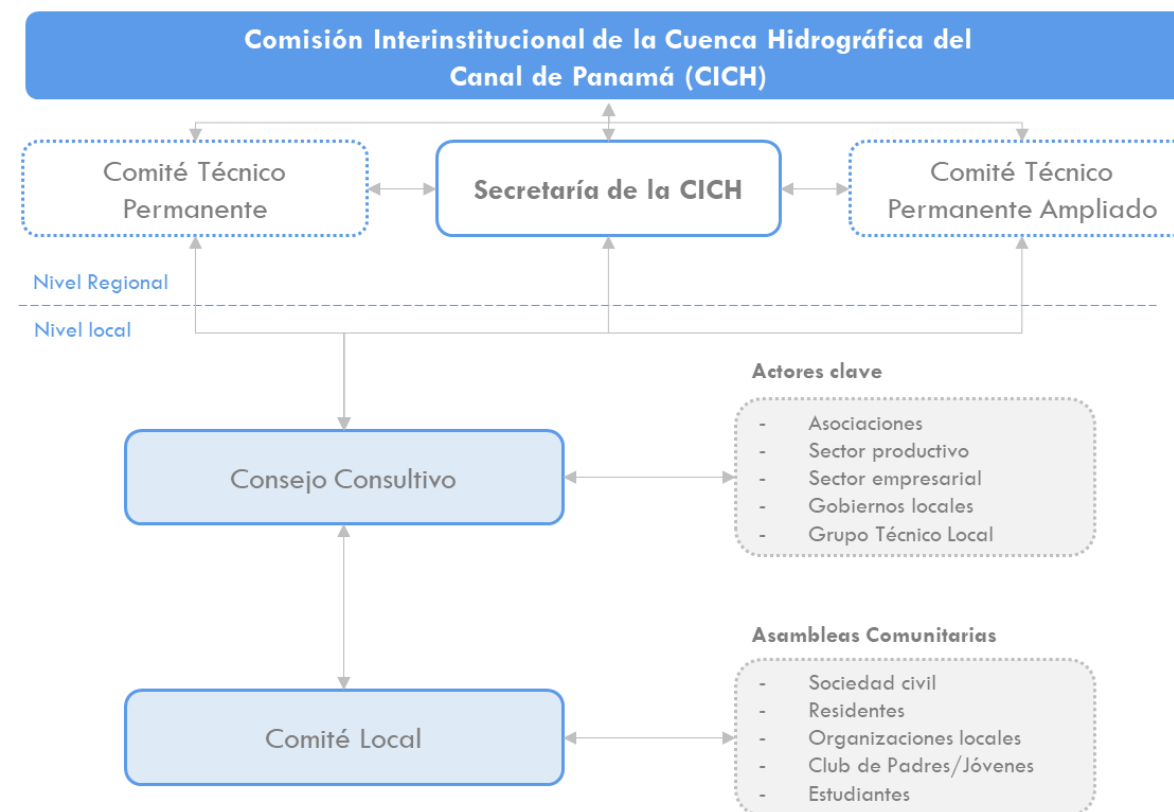 Comisión Interinstitucional de la Cuenca Hidrográfica del
Canal de Panamá (CICH)
Comité Técnico
Permanente
Secretaría de la CICH
Comité Técnico
Permanente Ampliado
Nivel Regional
Nivel local
Actores clave
- Asociaciones
- Sector productivo
- Sector empresarial
- Gobiernos locales
- Grupo Técnico Local
Consejo Consultivo
Asambleas Comunitarias
- Sociedad civil
- Residentes
- Organizaciones locales
- Club de Padres/Jóvenes
- Estudiantes
Comité Local